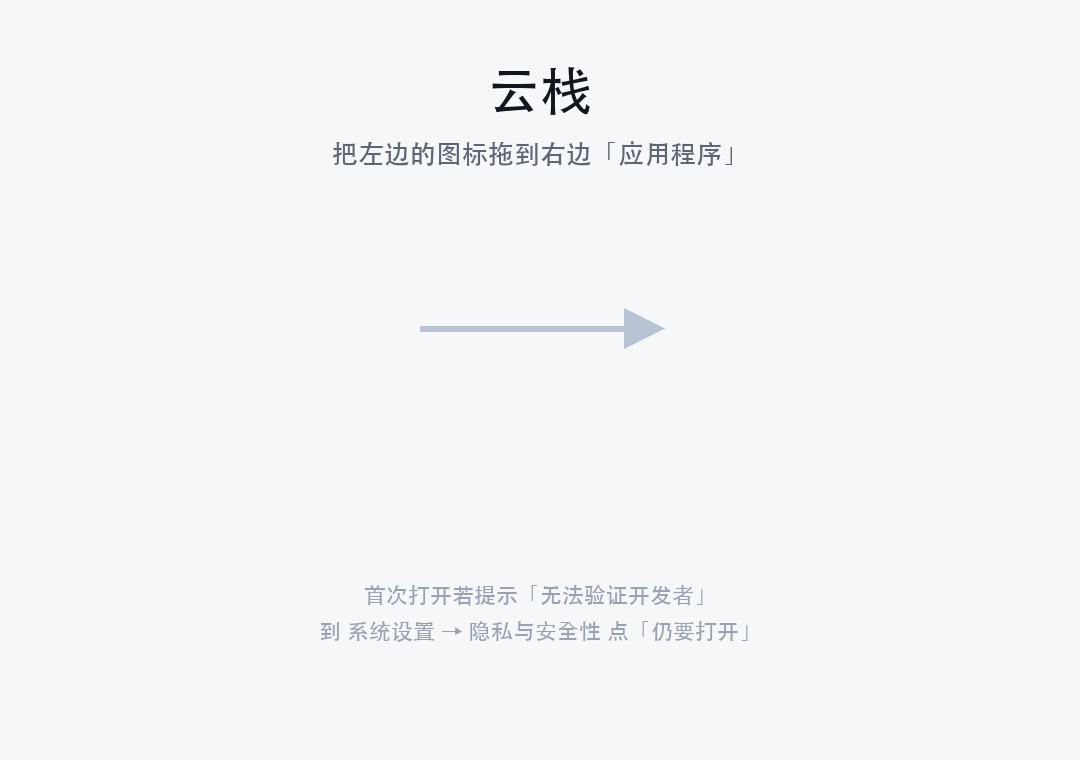 云栈
把左边的图标拖到右边「应用程序」
首次打开若提示「无法验证开发者」
到 系统设置 → 隐私与安全性 点「仍要打开」